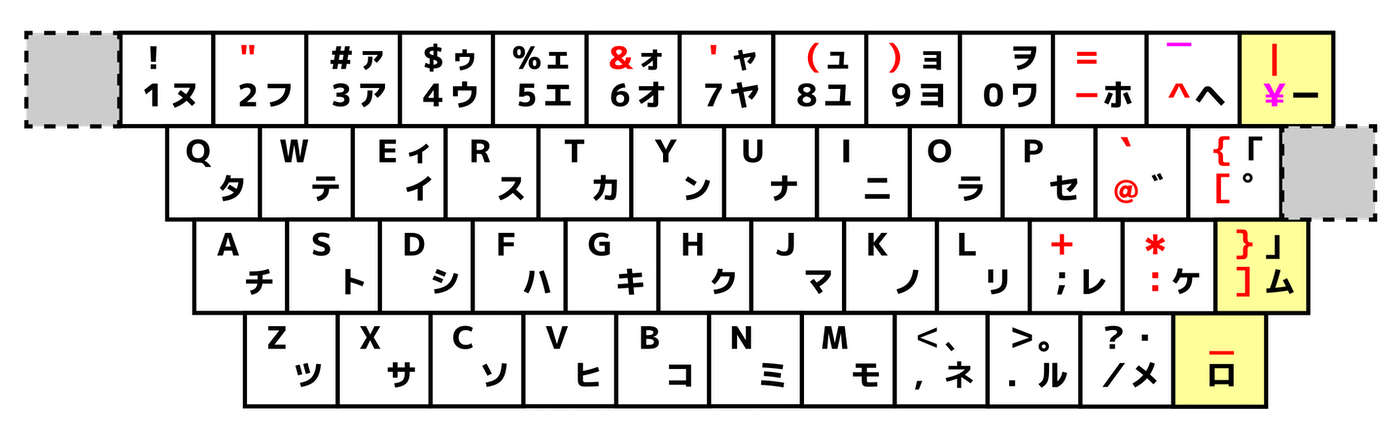 ! " # ァ $ ゥ % ェ & ォ ' ャ ( ュ ) ョ ヲ = ‾ |
1 ヌ 2 フ 3 ア 4 ウ 5 エ 6 オ 7 ヤ 8 ユ 9 ヨ 0 ワ - ホ ^ ヘ ¥ ー
Q W E ィ R T Y U I O P ` { 「
タ テ イ ス カ ン ナ ニ ラ セ @ ゛ [ ゜
A S D F G H J K L + * } 」
チ ト シ ハ キ ク マ ノ リ ; レ : ケ ] ム
Z X C V B N M < 、 > 。 ? ・ _
ツ サ ソ ヒ コ ミ モ , ネ . ル / メ ロ